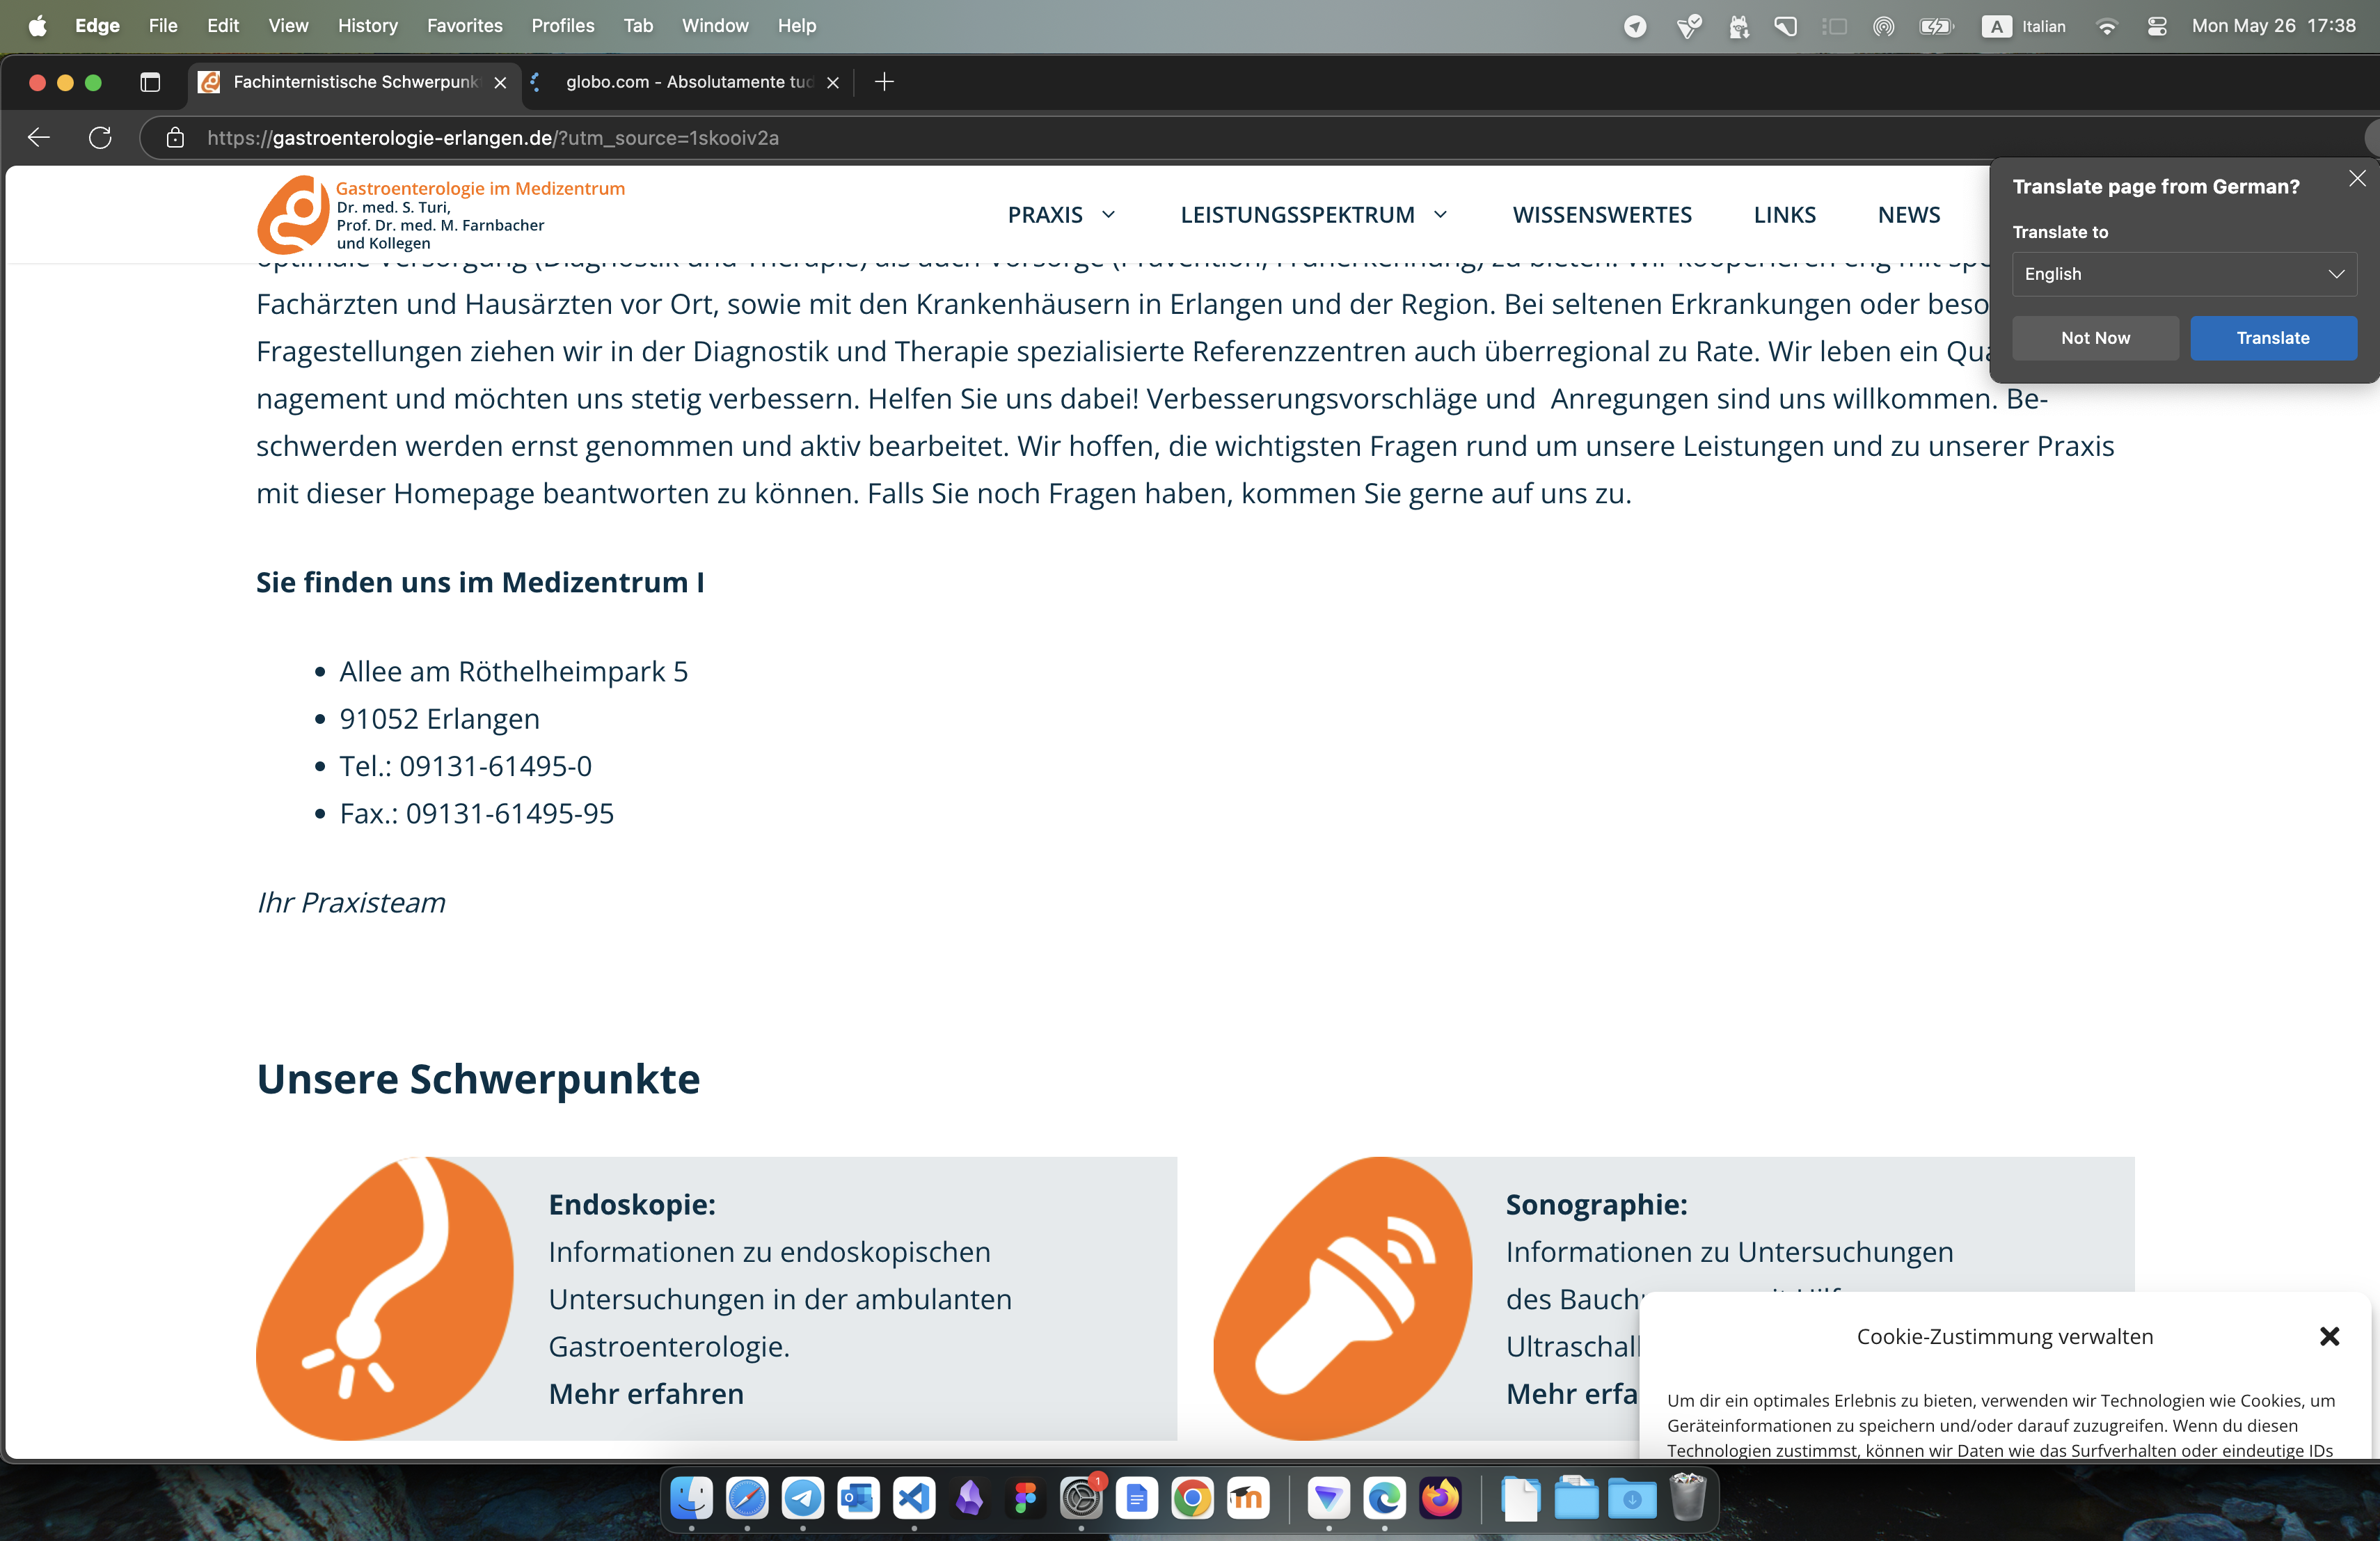 Edge File Edit View History Favorites Profiles Tab Window Help
A Italian Mon May 26 17:38
Fachinternistische Schwerpunk
globo.com - Absolutamente tud
https://gastroenterologie-erlangen.de/?utm_source=1skooiv2a
Gastroenterologie im Medizentrum
Dr. med. S. Turi,
Prof. Dr. med. M. Farnbacher
und Kollegen
PRAXIS LEISTUNGSSPEKTRUM WISSENSWERTES LINKS NEWS
Translate page from German?
Translate to
English
Not Now Translate
Fachärzten und Hausärzten vor Ort, sowie mit den Krankenhäusern in Erlangen und der Region. Bei seltenen Erkrankungen oder beso
Fragestellungen ziehen wir in der Diagnostik und Therapie spezialisierte Referenzzentren auch überregional zu Rate. Wir leben ein Qua
nagement und möchten uns stetig verbessern. Helfen Sie uns dabei! Verbesserungsvorschläge und Anregungen sind uns willkommen. Be-
schwerden werden ernst genommen und aktiv bearbeitet. Wir hoffen, die wichtigsten Fragen rund um unsere Leistungen und zu unserer Praxis
mit dieser Homepage beantworten zu können. Falls Sie noch Fragen haben, kommen Sie gerne auf uns zu.
Sie finden uns im Medizentrum I
• Allee am Röthelheimpark 5
• 91052 Erlangen
• Tel.: 09131-61495-0
• Fax.: 09131-61495-95
Ihr Praxisteam
Unsere Schwerpunkte
Endoskopie:
Informationen zu endoskopischen
Untersuchungen in der ambulanten
Gastroenterologie.
Mehr erfahren
Sonographie:
Informationen zu Untersuchungen
des Bauch
Ultraschall
Mehr erfa
Cookie-Zustimmung verwalten
Um dir ein optimales Erlebnis zu bieten, verwenden wir Technologien wie Cookies, um
Geräteinformationen zu speichern und/oder darauf zuzugreifen. Wenn du diesen
Technologien zustimmst, können wir Daten wie das Surfverhalten oder eindeutige IDs
1